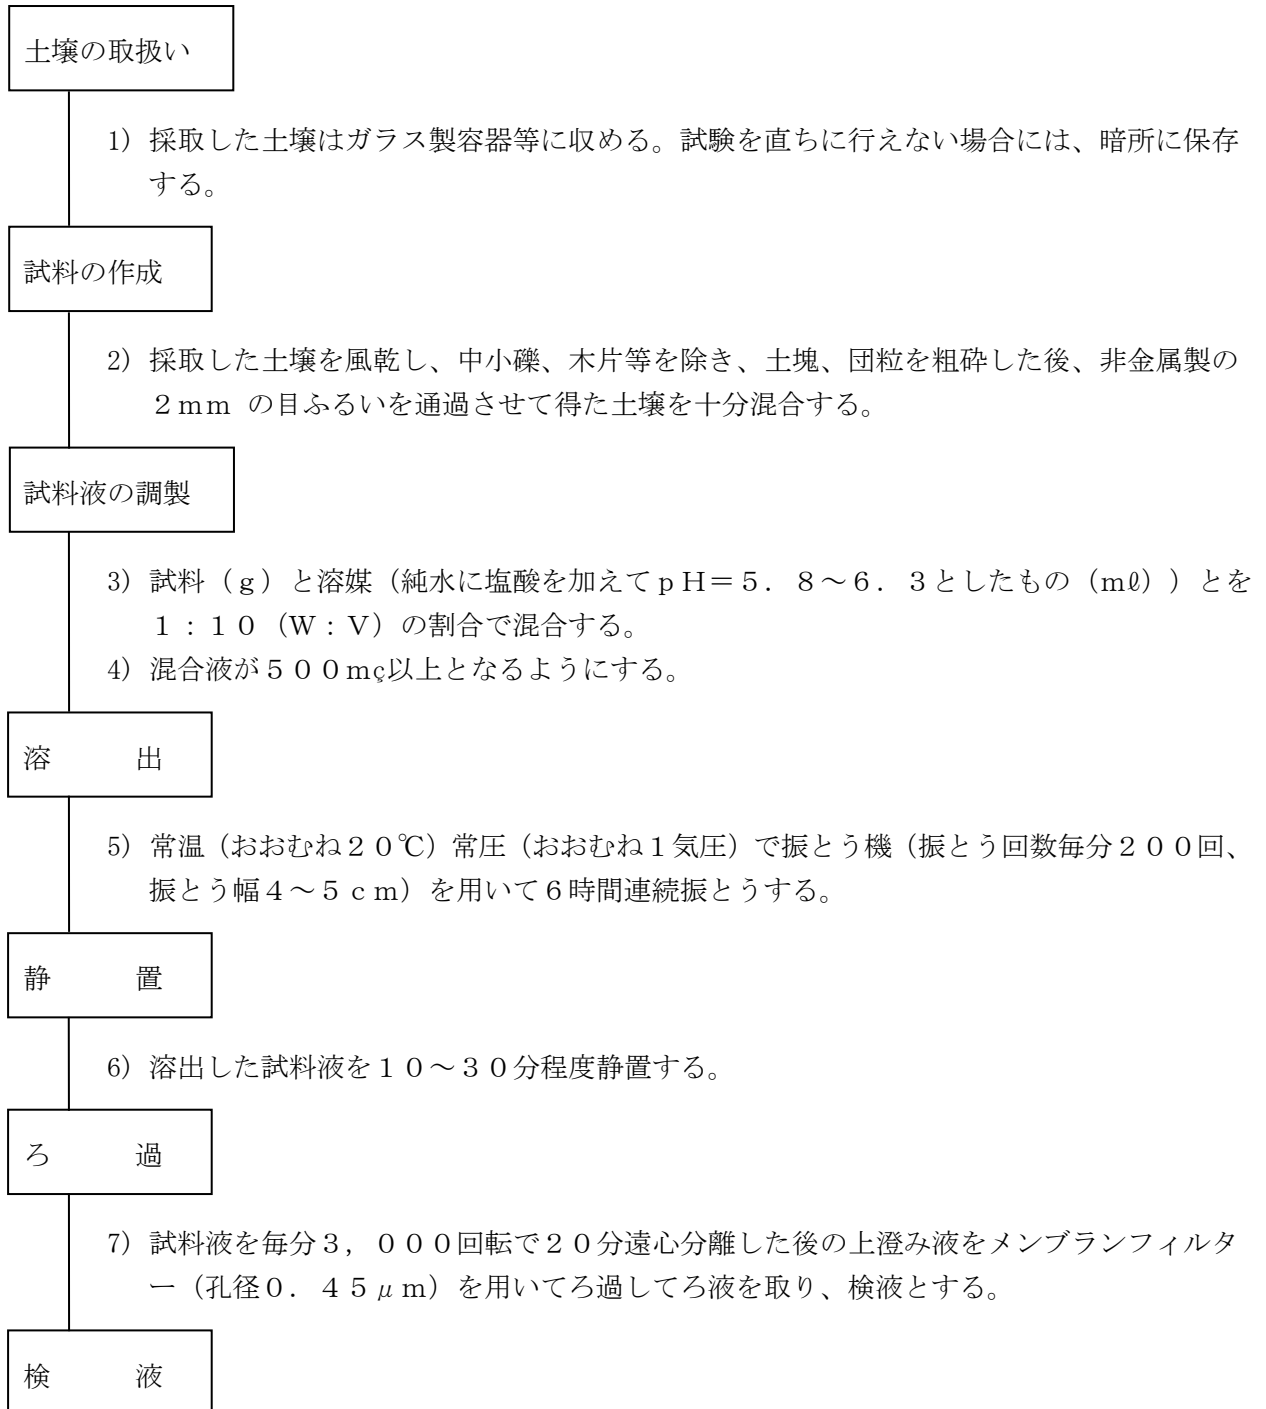 土壌の取扱い
1) 採取した土壌はガラス製容器等に収める。試験を直ちに行えない場合には、暗所に保存
する。
試料の作成
2) 採取した土壌を風乾し、中小礫、木片等を除き、土塊、団粒を粗砕した後、非金属製の
２mm の目ふるいを通過させて得た土壌を十分混合する。
試料液の調製
3) 試料（ｇ）と溶媒（純水に塩酸を加えてｐＨ＝５．８～６．３としたもの（mℓ））とを
１：１０（Ｗ：Ｖ）の割合で混合する。
4) 混合液が５００mç以上となるようにする。
溶　　　出
5) 常温（おおむね２０℃）常圧（おおむね１気圧）で振とう機（振とう回数毎分２００回、
振とう幅４～５ｃｍ）を用いて６時間連続振とうする。
静　　　置
6) 溶出した試料液を１０～３０分程度静置する。
ろ　　　過
7) 試料液を毎分３，０００回転で２０分遠心分離した後の上澄み液をメンブランフィルタ
ー（孔径０．４５μｍ）を用いてろ過してろ液を取り、検液とする。
検　　　液